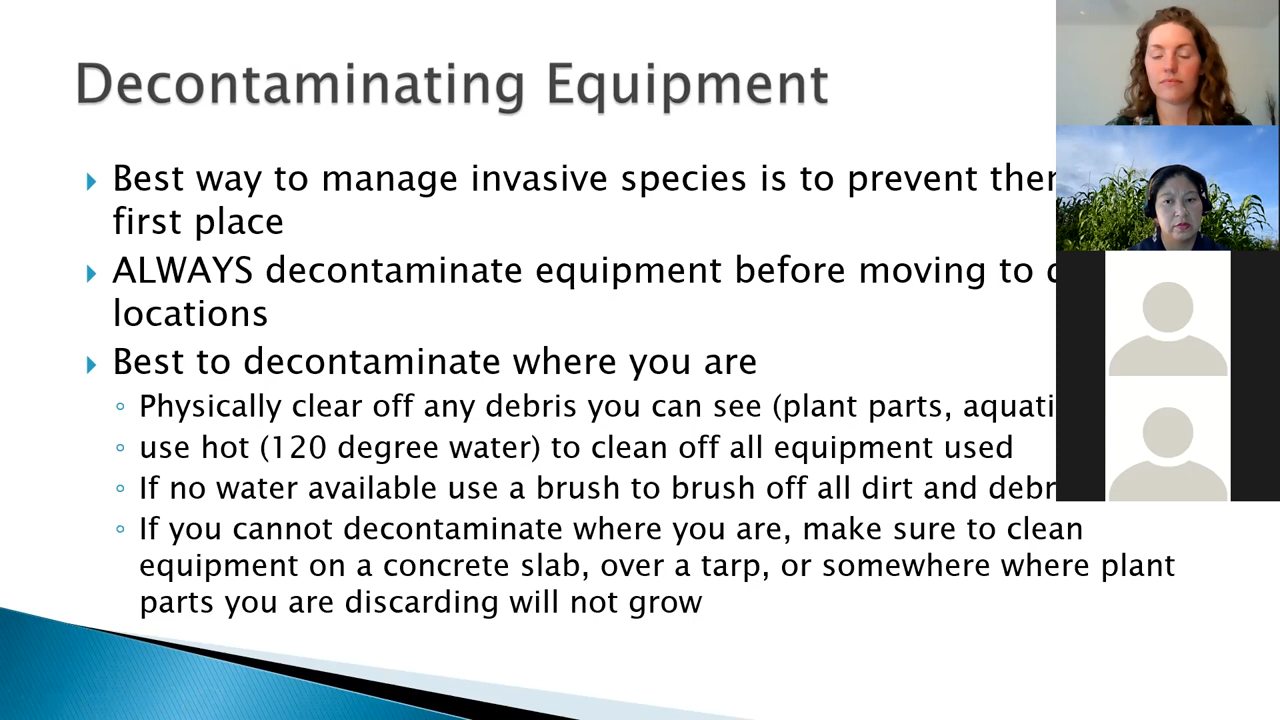 Decontaminating Equipment
Best way to manage invasive species is to prevent
first place
ALWAYS decontaminate equipment before moving to
locations
Best to decontaminate where you are
Physically clear off any debris you can see (plant parts,
use hot (120 degree water) to clean off all equipment used
If no water available use a brush to brush off all dirt and
If you cannot decontaminate where you are, make sure to clean
equipment on a concrete slab, over a tarp, or somewhere where plant
parts you are discarding will not grow